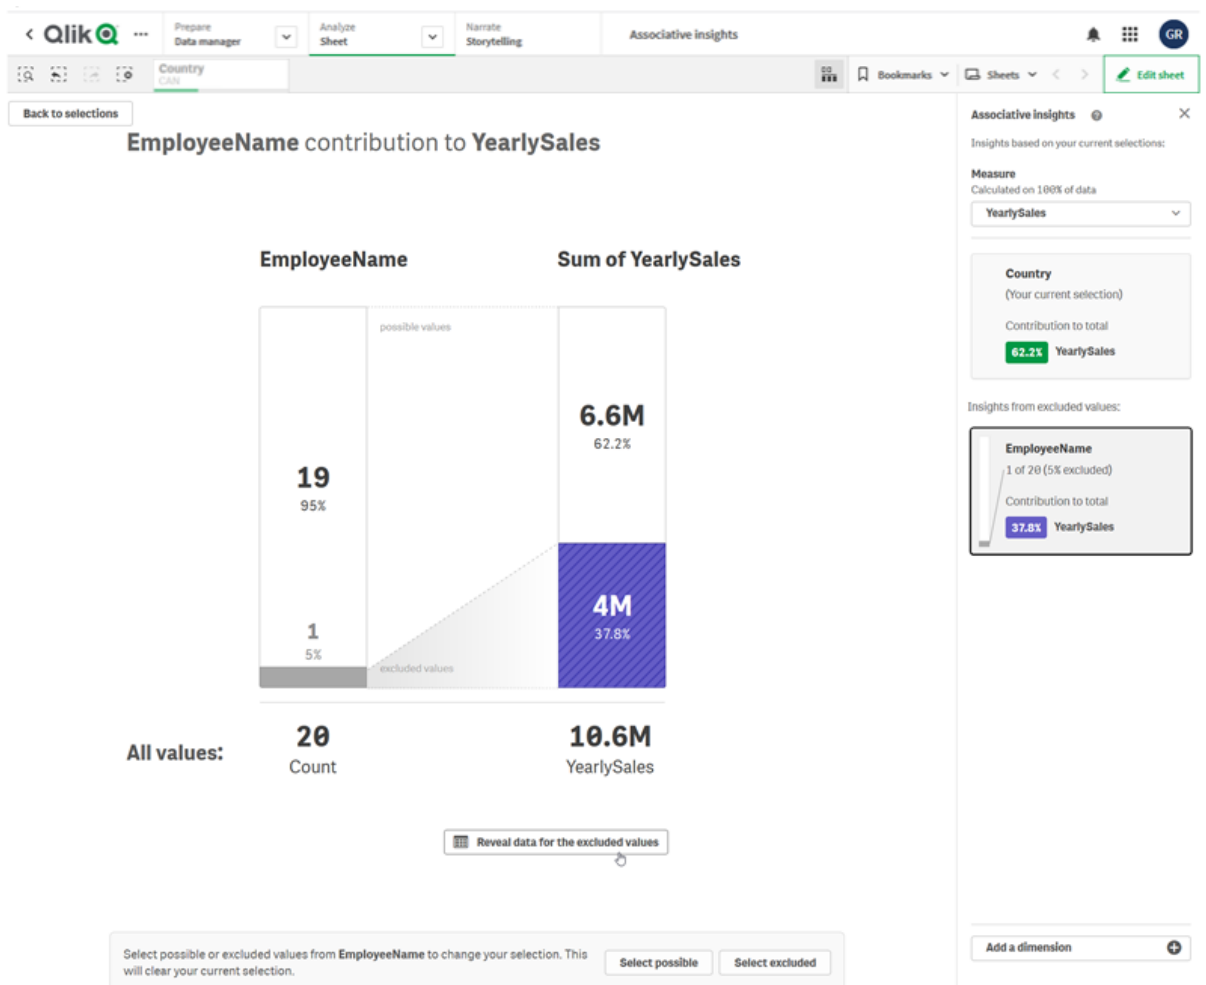 Qlik
Prepare
Data manager
Analyze
Sheet
Narrate
Storytelling
Associative insights
GR
Country
CAN
Bookmarks
Sheets
Edit sheet
Back to selections
EmployeeName contribution to YearlySales
EmployeeName
Sum of YearlySales
possible values
6.6M
62.2%
19
95%
4M
37.8%
1
5%
excluded values
All values:
20
Count
10.6M
YearlySales
Reveal data for the excluded values
Select possible or excluded values from EmployeeName to change your selection. This
will clear your current selection.
Select possible
Select excluded
Associative insights
Insights based on your current selections:
Measure
Calculated on 100% of data
YearlySales
Country
(Your current selection)
Contribution to total
62.2% YearlySales
Insights from excluded values:
EmployeeName
1 of 20 (5% excluded)
Contribution to total
37.8% YearlySales
Add a dimension